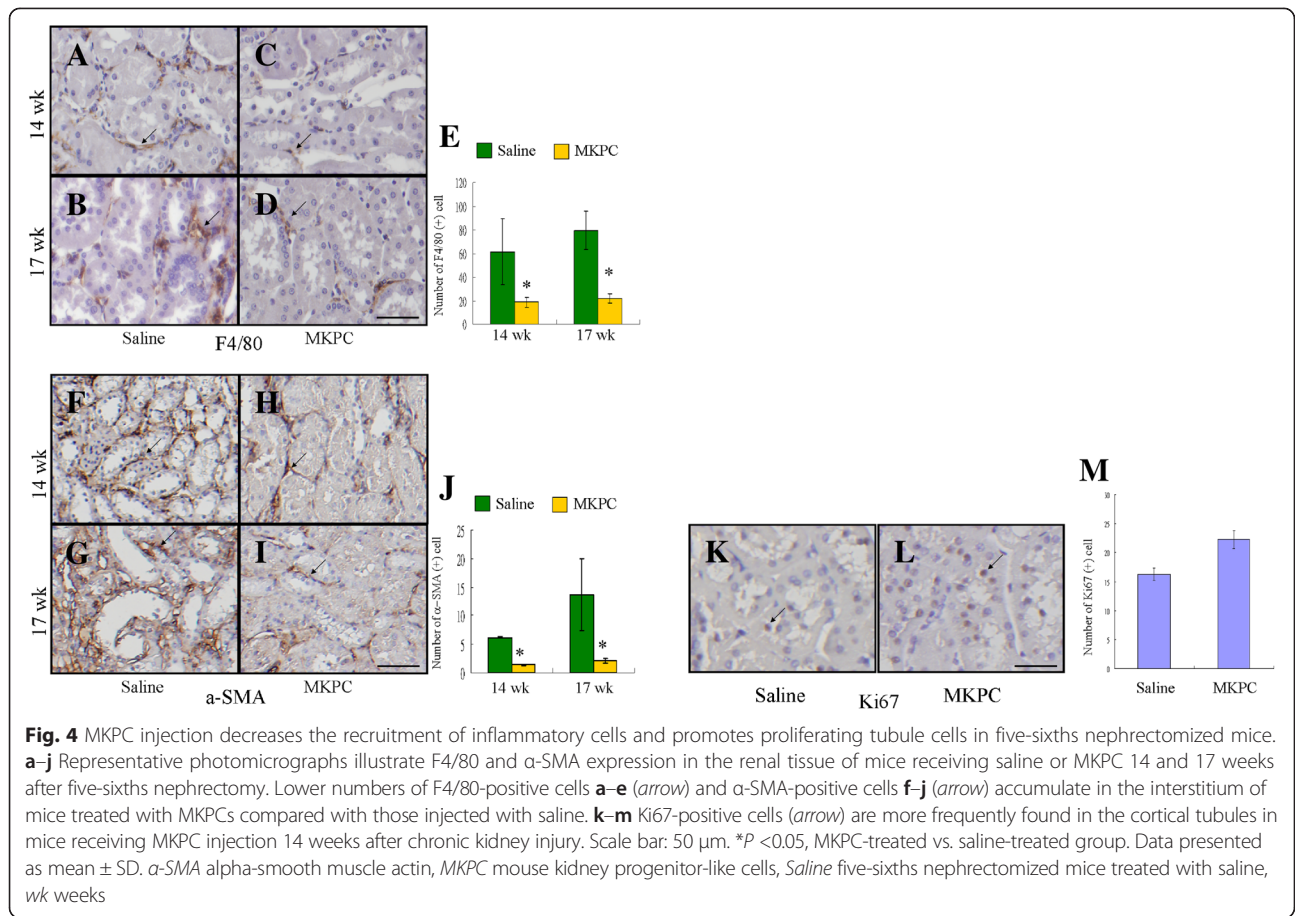 A
C
14 wk
B
D
17 wk
Saline
F4/80
MKPC
E
Saline
MKPC
Number of F4/80 (+) cell
120
100
80
60
40
20
0
*
*
14 wk
17 wk
F
H
14 wk
G
I
17 wk
Saline
a-SMA
MKPC
J
Saline
MKPC
Number of α-SMA (+) cell
25
20
15
10
5
0
*
*
14 wk
17 wk
K
L
Saline
Ki67
MKPC
M
Number of Ki67 (+) cell
30
25
20
15
10
5
0
Saline
MKPC
Fig. 4 MKPC injection decreases the recruitment of inflammatory cells and promotes proliferating tubule cells in five-sixths nephrectomized mice.
a–j Representative photomicrographs illustrate F4/80 and α-SMA expression in the renal tissue of mice receiving saline or MKPC 14 and 17 weeks
after five-sixths nephrectomy. Lower numbers of F4/80-positive cells a–e (arrow) and α-SMA-positive cells f–j (arrow) accumulate in the interstitium of
mice treated with MKPCs compared with those injected with saline. k–m Ki67-positive cells (arrow) are more frequently found in the cortical tubules in
mice receiving MKPC injection 14 weeks after chronic kidney injury. Scale bar: 50 μm. *P <0.05, MKPC-treated vs. saline-treated group. Data presented
as mean ± SD. α-SMA alpha-smooth muscle actin, MKPC mouse kidney progenitor-like cells, Saline five-sixths nephrectomized mice treated with saline,
wk weeks